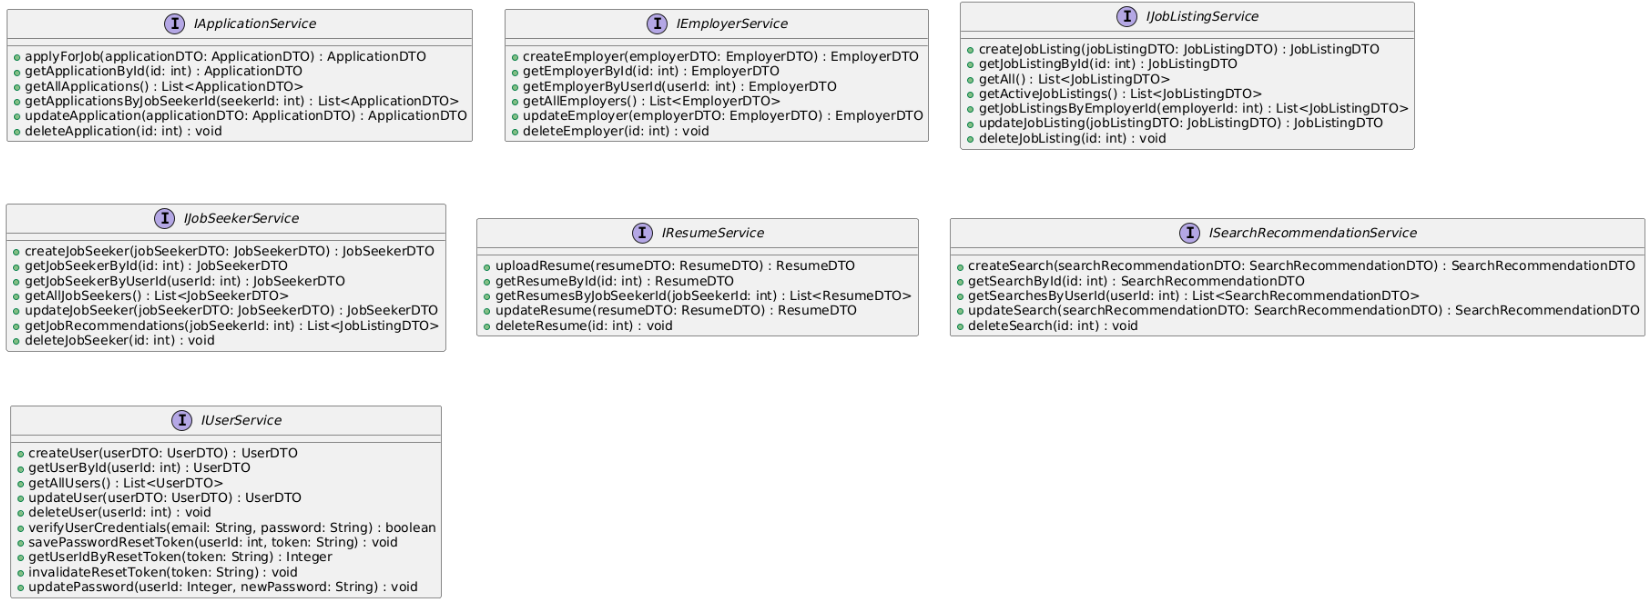 I IApplicationService
applyForJob(applicationDTO: ApplicationDTO) : ApplicationDTO
getApplicationById(id: int) : ApplicationDTO
getAllApplications() : List<ApplicationDTO>
getApplicationsByJobSeekerId(seekerId: int) : List<ApplicationDTO>
updateApplication(applicationDTO: ApplicationDTO) : ApplicationDTO
deleteApplication(id: int) : void
I IEmployerService
createEmployer(employerDTO: EmployerDTO) : EmployerDTO
getEmployerById(id: int) : EmployerDTO
getEmployerByUserId(userId: int) : EmployerDTO
getAllEmployers() : List<EmployerDTO>
updateEmployer(employerDTO: EmployerDTO) : EmployerDTO
deleteEmployer(id: int) : void
I IJobListingService
createJobListing(jobListingDTO: JobListingDTO) : JobListingDTO
getJobListingById(id: int) : JobListingDTO
getAll() : List<JobListingDTO>
getActiveJobListings() : List<JobListingDTO>
getJobListingsByEmployerId(employerId: int) : List<JobListingDTO>
updateJobListing(jobListingDTO: JobListingDTO) : JobListingDTO
deleteJobListing(id: int) : void
I IJobSeekerService
createJobSeeker(jobSeekerDTO: JobSeekerDTO) : JobSeekerDTO
getJobSeekerById(id: int) : JobSeekerDTO
getJobSeekerByUserId(userId: int) : JobSeekerDTO
getAllJobSeekers() : List<JobSeekerDTO>
updateJobSeeker(jobSeekerDTO: JobSeekerDTO) : JobSeekerDTO
getJobRecommendations(jobSeekerId: int) : List<JobListingDTO>
deleteJobSeeker(id: int) : void
I IResumeService
uploadResume(resumeDTO: ResumeDTO) : ResumeDTO
getResumeById(id: int) : ResumeDTO
getResumesByJobSeekerId(jobSeekerId: int) : List<ResumeDTO>
updateResume(resumeDTO: ResumeDTO) : ResumeDTO
deleteResume(id: int) : void
I ISearchRecommendationService
createSearch(searchRecommendationDTO: SearchRecommendationDTO) : SearchRecommendationDTO
getSearchById(id: int) : SearchRecommendationDTO
getSearchesByUserId(userId: int) : List<SearchRecommendationDTO>
updateSearch(searchRecommendationDTO: SearchRecommendationDTO) : SearchRecommendationDTO
deleteSearch(id: int) : void
I IUserService
createUser(userDTO: UserDTO) : UserDTO
getUserById(userId: int) : UserDTO
getAllUsers() : List<UserDTO>
updateUser(userDTO: UserDTO) : UserDTO
deleteUser(userId: int) : void
verifyUserCredentials(email: String, password: String) : boolean
savePasswordResetToken(userId: int, token: String) : void
getUserIdByResetToken(token: String) : Integer
invalidateResetToken(token: String) : void
updatePassword(userId: Integer, newPassword: String) : void